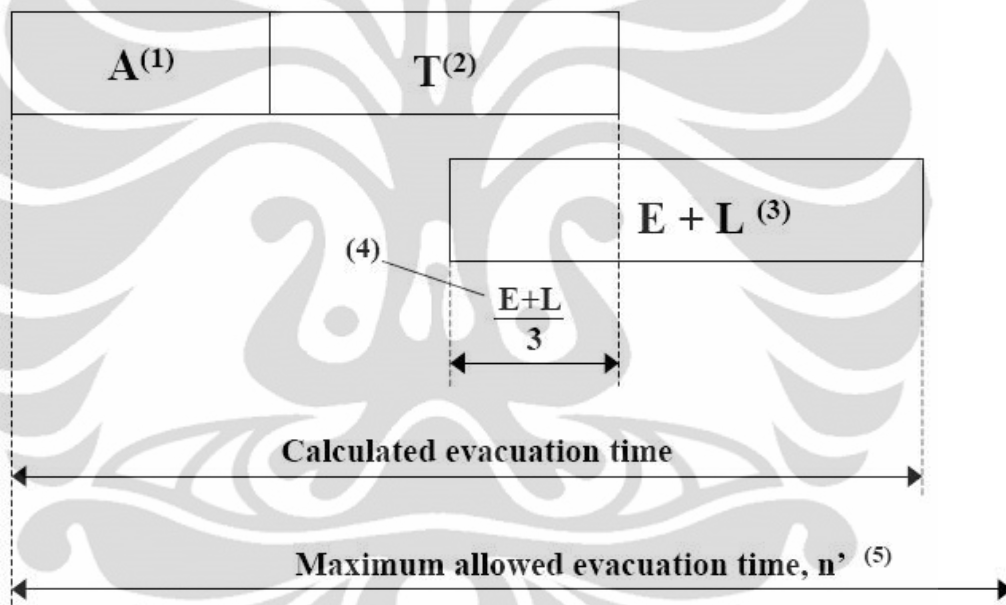 A(1)
T(2)
E + L (3)
(4)
E+L
3
Calculated evacuation time
Maximum allowed evacuation time, n’ (5)